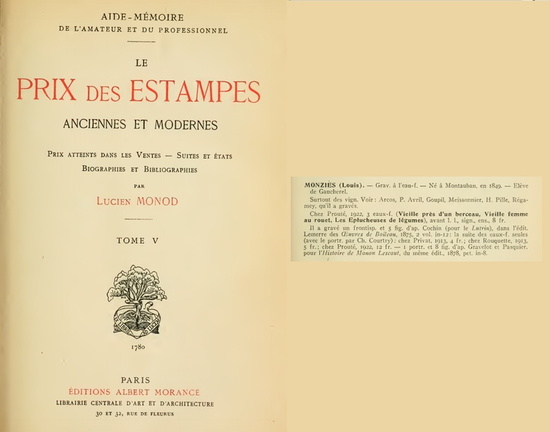 AIDE-MÉMOIRE
DE L'AMATEUR ET DU PROFESSIONNEL
LE
PRIX DES ESTAMPES
ANCIENNES ET MODERNES
PRIX ATTEINTS DANS LES VENTES — SUITES ET ÉTATS
BIOGRAPHIES ET BIBLIOGRAPHIES
PAR
LUCIEN MONOD
TOME V
1780
PARIS
ÉDITIONS ALBERT MORANCE
LIBRAIRIE CENTRALE D'ART ET D'ARCHITECTURE
30 ET 32, RUE DE FLEURUS
MONZIÈS (Louis). — Grav. à l'eau-f. — Né à Montauban, en 1849. — Elève
de Gaucherel.
Surtout des vign. Voir : Arcos, P. Avril, Goupil, Meissonnier, H. Pille, Réga-
mey, qu'il a gravés.
Chez Prouté, 1922, 3 eaux-f. (Vieille près d'un berceau, Vieille femme
au rouet, Les Eplucheuses de légumes), avant l. l., sign., ens., 8 fr.
Il a gravé un frontisp. et 5 fig. d'ap. Cochin (pour le Lutrin), dans l'édit.
Lemerre des Œuvres de Boileau, 1875, 2 vol. in-12 : la suite des eaux-f. seules
(avec le portr. par Ch. Courtry) : chez Privat, 1913, 4 fr. ; chez Rouquette, 1913,
5 fr. ; chez Prouté, 1922, 12 fr. — 1 portr. et 8 fig. d'ap. Gravelot et Pasquier,
pour l'Histoire de Manon Lescaut, du même édit., 1878, pet. in-8.